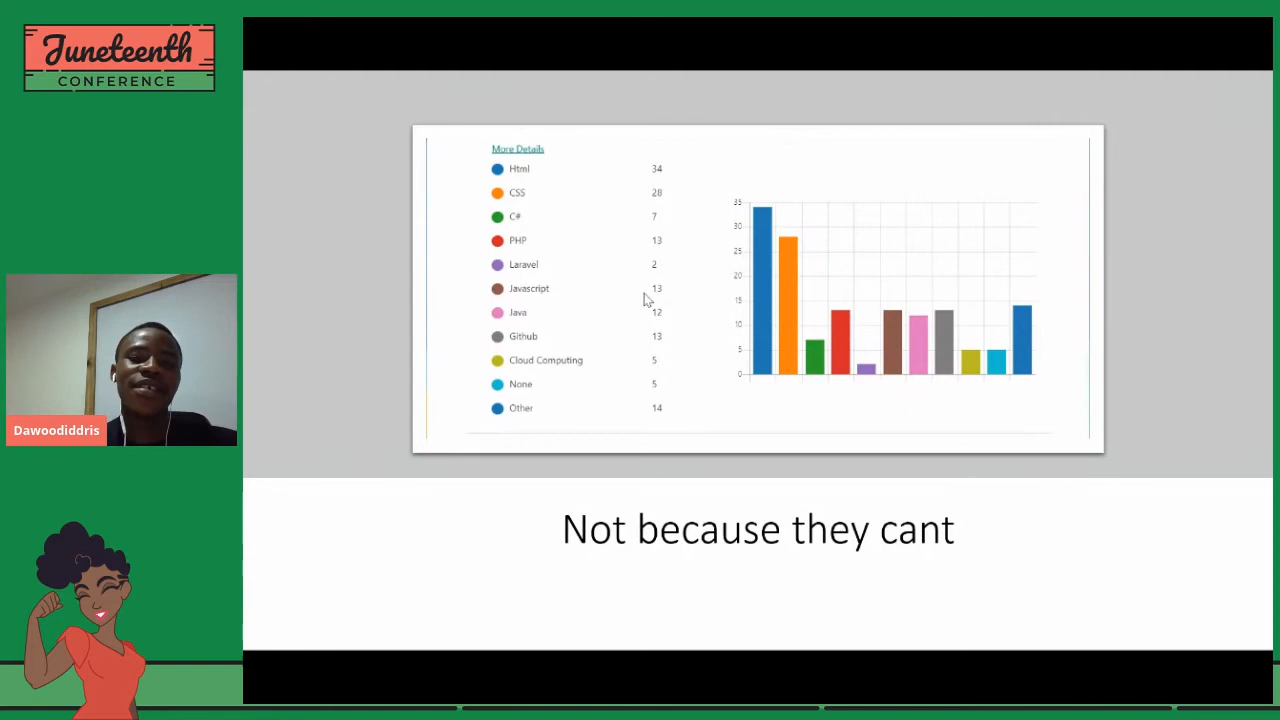 Juneteenth
CONFERENCE
More Details
Html 34
CSS 28
C# 7
PHP 13
Laravel 2
Javascript 13
Java 12
Github 13
Cloud Computing 5
None 5
Other 14
35
30
25
20
15
10
5
0
Dawoodiddris
Not because they cant